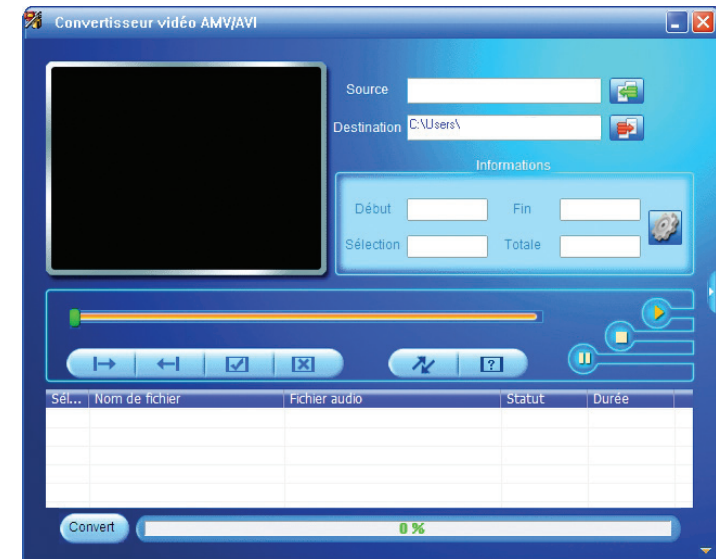 Convertisseur vidéo AMV/AVI
Source
Destination C:\Users\
Informations
Début Fin
Sélection Totale
Sél... Nom de fichier Fichier audio Statut Durée
Convert 0 %